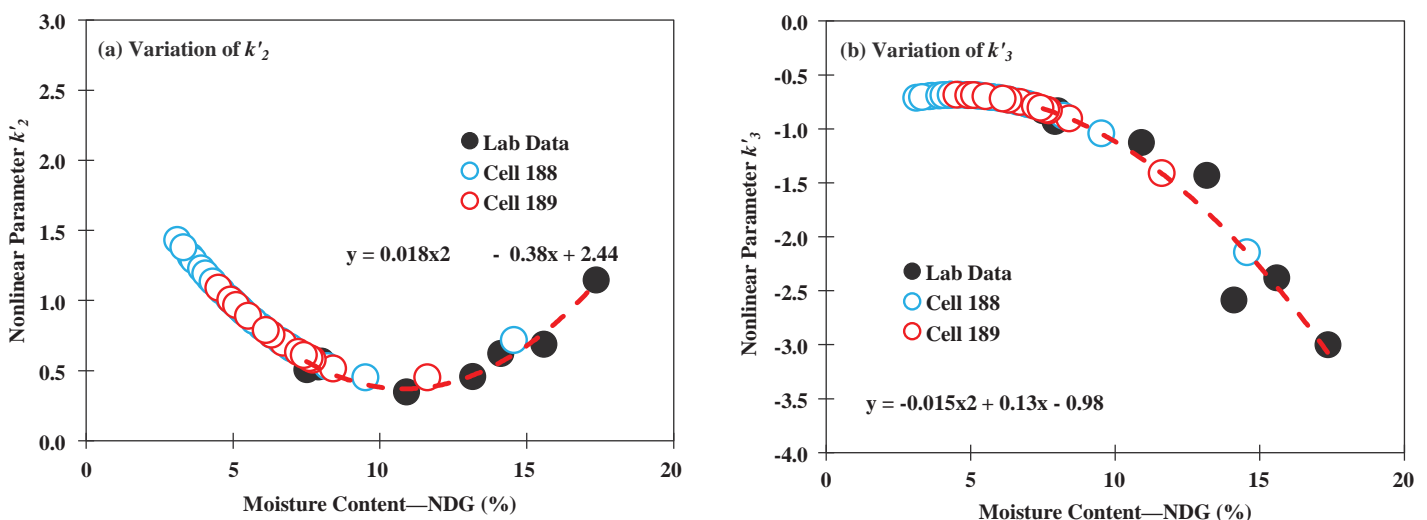 (a) Variation of k'2
Nonlinear Parameter k'2
3.0
2.5
2.0
1.5
1.0
0.5
0.0
Lab Data
Cell 188
Cell 189
y = 0.018x2 - 0.38x + 2.44
0 5 10 15 20
Moisture Content—NDG (%)
(b) Variation of k'3
Nonlinear Parameter k'3
0.0
-0.5
-1.0
-1.5
-2.0
-2.5
-3.0
-3.5
-4.0
Lab Data
Cell 188
Cell 189
y = -0.015x2 + 0.13x - 0.98
0 5 10 15 20
Moisture Content—NDG (%)